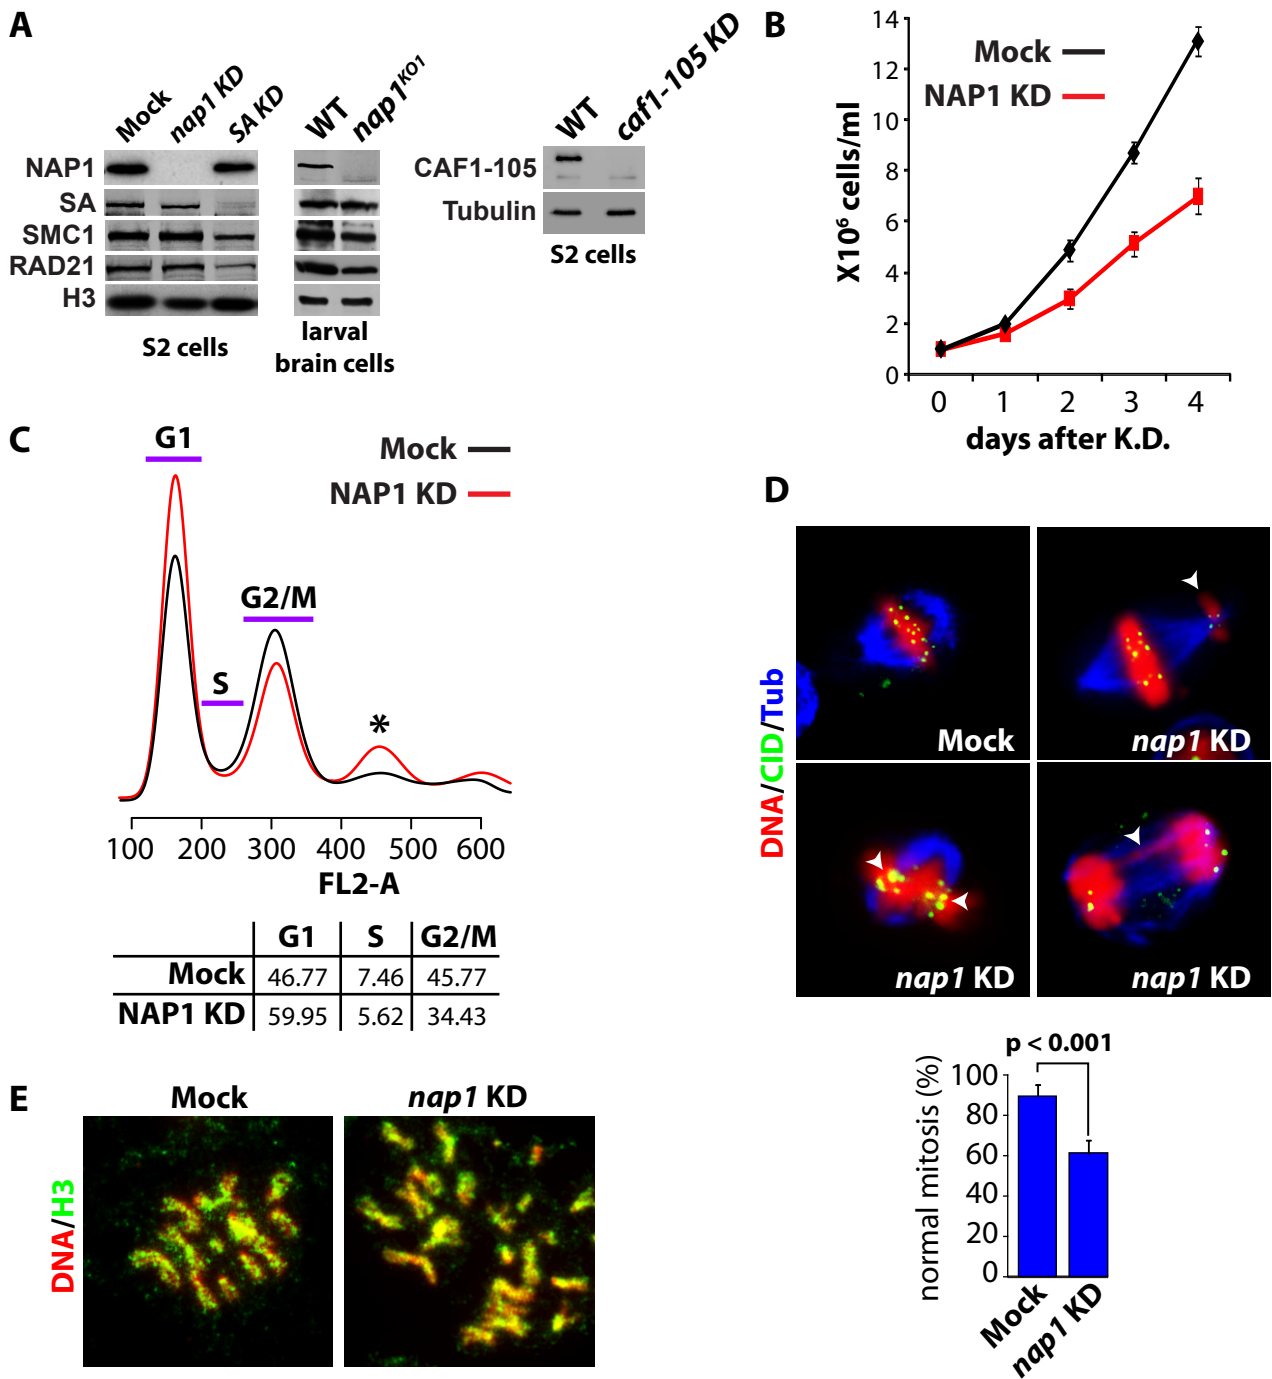 A
Mock
nap1 KD
SA KD
WT
nap1KO1
WT
caf1-105 KD
NAP1
SA
SMC1
RAD21
H3
CAF1-105
Tubulin
S2 cells
S2 cells
larval
brain cells
B
Mock
NAP1 KD
X10⁶ cells/ml
14
12
10
8
6
4
2
0
0 1 2 3 4
days after K.D.
C
G1
S
G2/M
*
Mock
NAP1 KD
100 200 300 400 500 600
FL2-A
G1 S G2/M
Mock 46.77 7.46 45.77
NAP1 KD 59.95 5.62 34.43
D
DNA/CID/Tub
Mock
nap1 KD
nap1 KD
nap1 KD
p < 0.001
normal mitosis (%)
100
80
60
40
20
0
Mock
nap1 KD
E
Mock
nap1 KD
DNA/H3